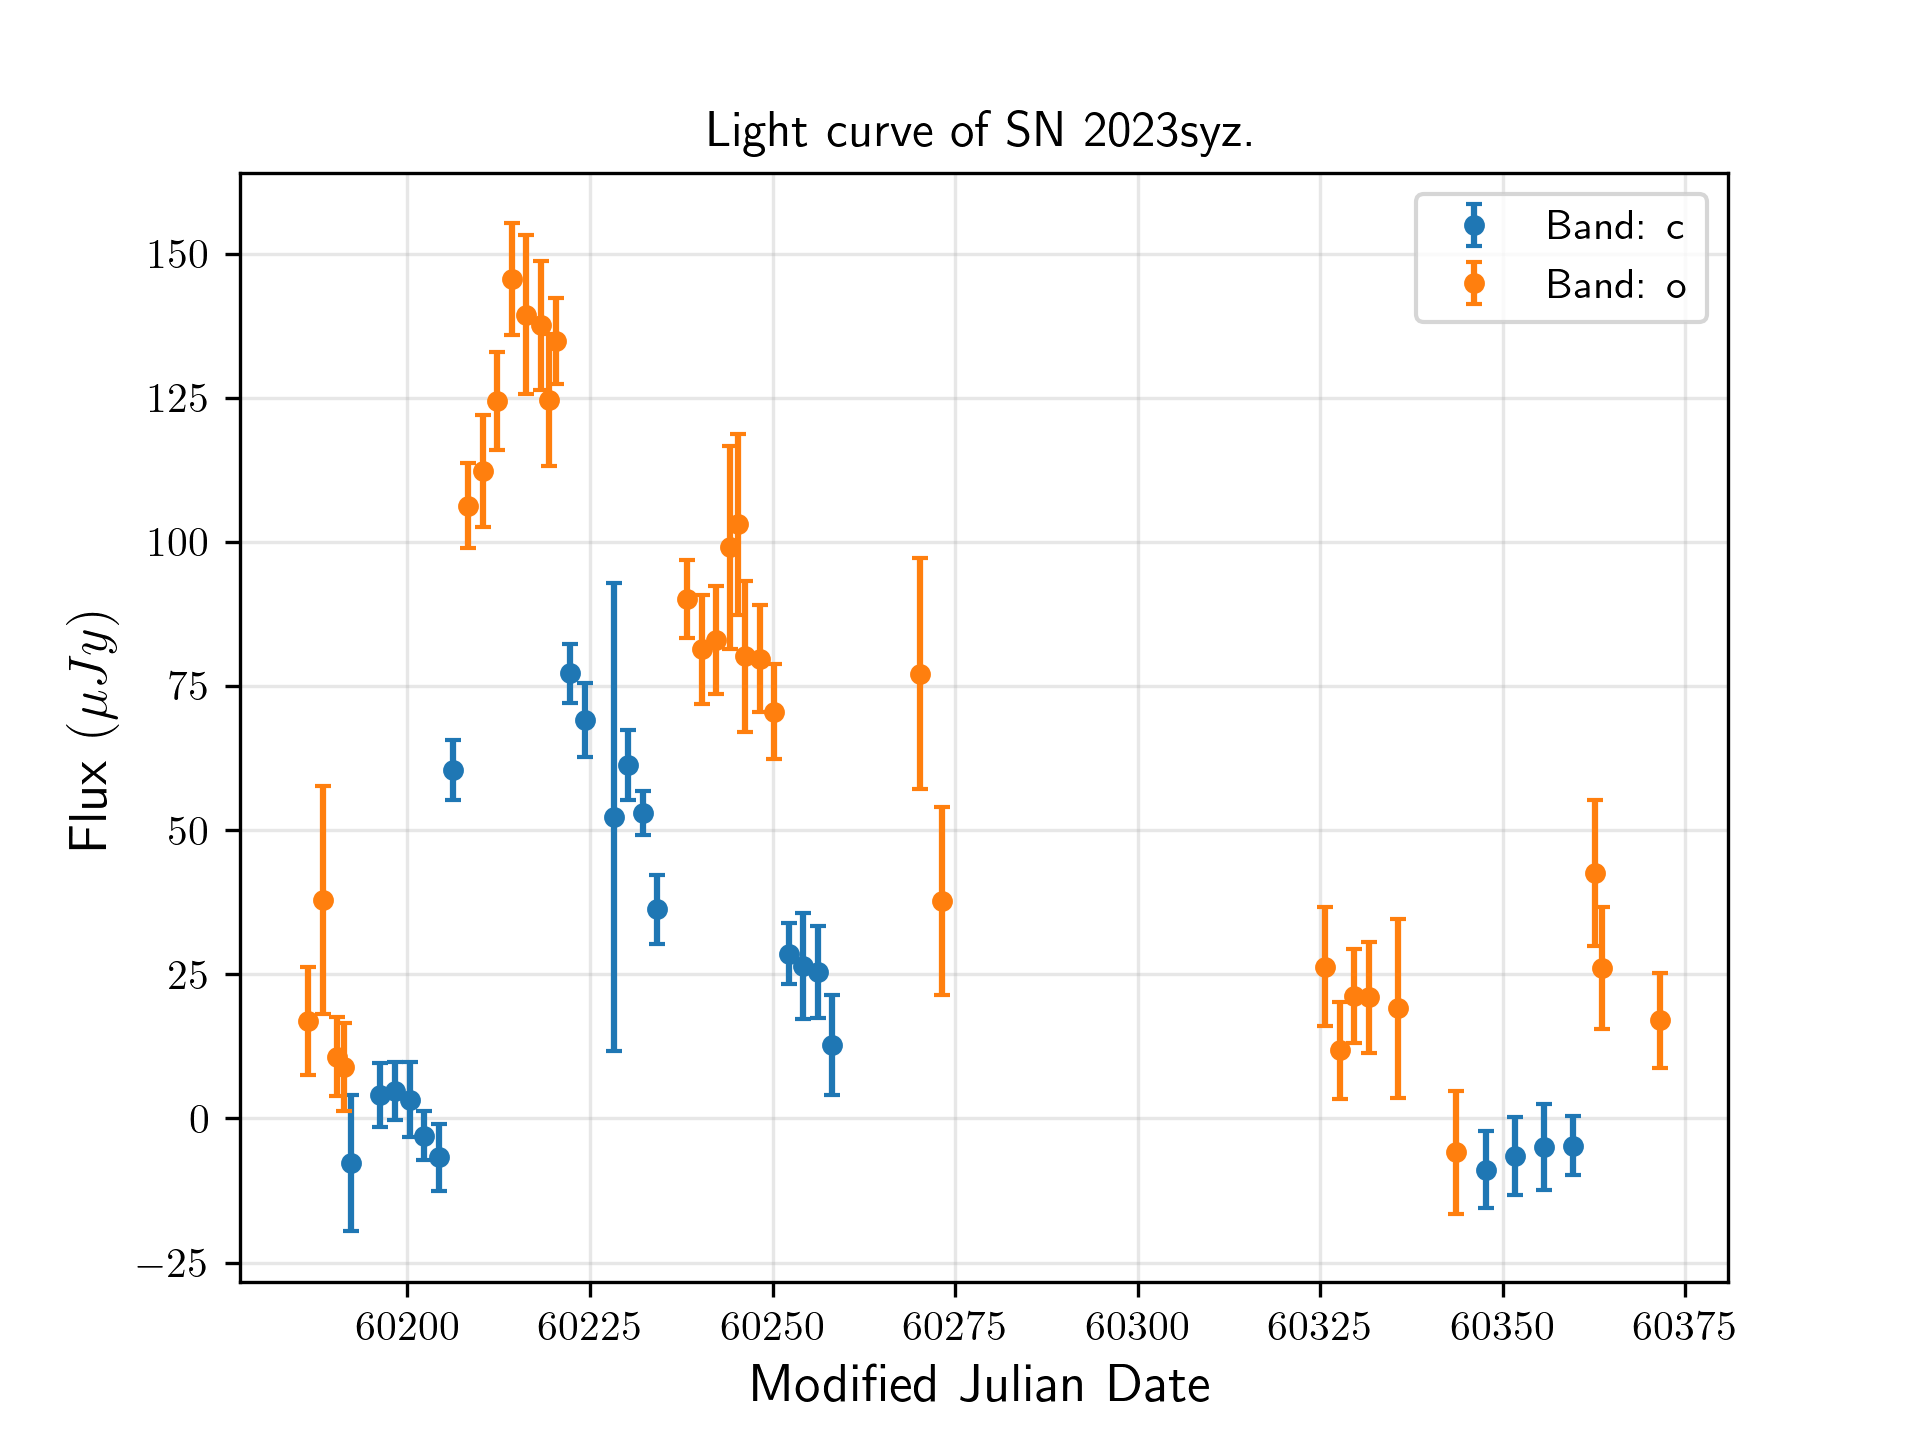 Light curve of SN 2023syz.
Band: c
Band: o
150
125
100
75
50
25
0
−25
Flux (μJy)
60200 60225 60250 60275 60300 60325 60350 60375
Modified Julian Date